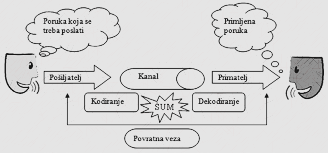 Poruka koja se
treba poslati
Primljena
poruka
Pošiljatelj
Kanal
Primatelj
Kodiranje
ŠUM
Dekodiranje
Povratna veza